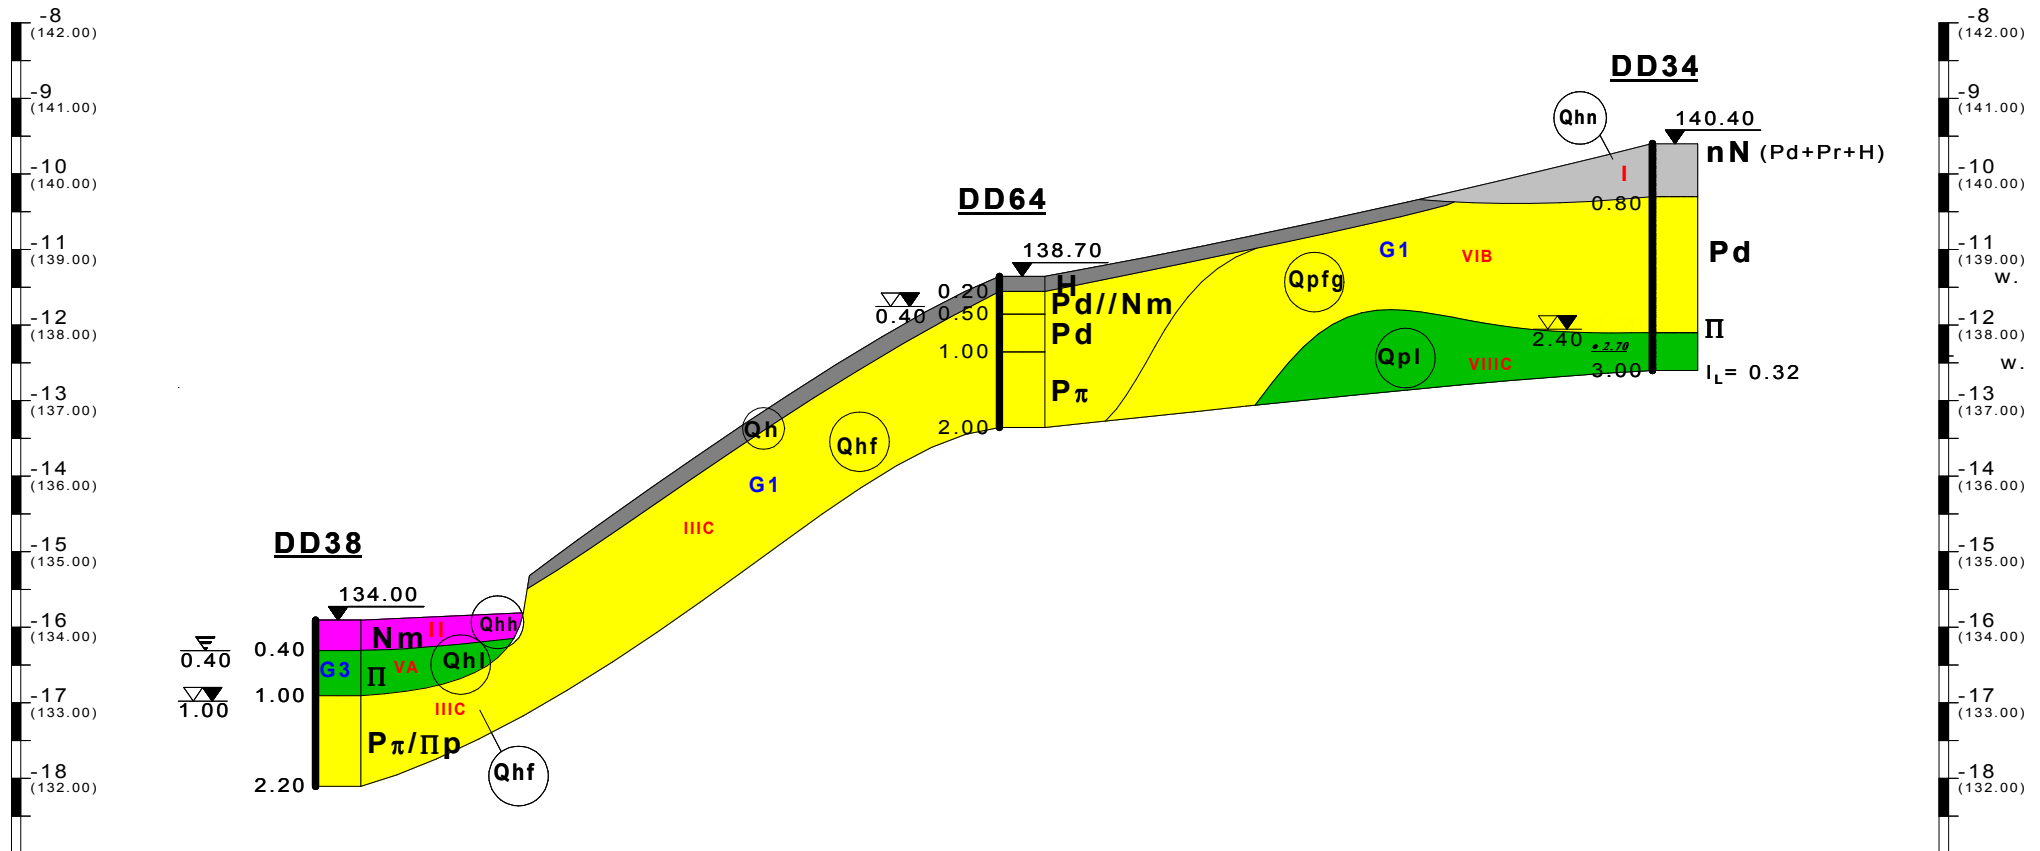 -8
(142.00)
-9
(141.00)
-10
(140.00)
-11
(139.00)
-12
(138.00)
-13
(137.00)
-14
(136.00)
-15
(135.00)
-16
(134.00)
-17
(133.00)
-18
(132.00)
DD38
134.00
Nm II
Qhh
0.40
0.40
G3 Π VA Qhl
1.00
1.00
IIIC
Pπ/Πp
Qhf
2.20
DD64
138.70
H
0.20
0.40
0.50
Pd//Nm
Pd
1.00
Pπ
2.00
Qh
Qhf
G1
IIIC
DD34
Qhn
140.40
nN (Pd+Pr+H)
I
0.80
G1
VIB
Pd
Qpfg
Π
2.40
2.70
Qpl
VIIIC
3.00
IL= 0.32
-8
(142.00)
-9
(141.00)
-10
(140.00)
-11
(139.00)
w.
-12
(138.00)
w.
-13
(137.00)
-14
(136.00)
-15
(135.00)
-16
(134.00)
-17
(133.00)
-18
(132.00)